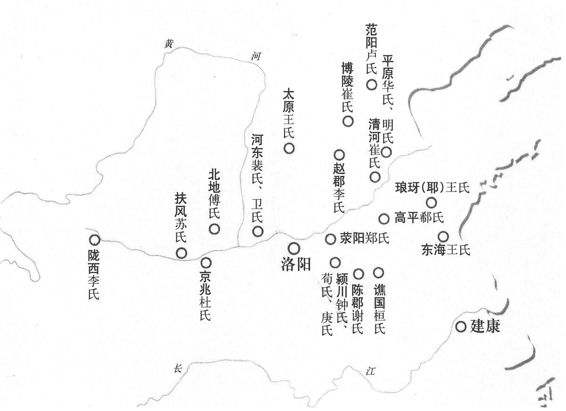 黄
河
范阳卢氏
平原华氏、明氏
博陵崔氏
太原王氏
清河崔氏
河东裴氏、卫氏
赵郡李氏
北地傅氏
扶风苏氏
琅玡(耶)王氏
高平郗氏
东海王氏
荥阳郑氏
洛阳
陇西李氏
京兆杜氏
颍川钟氏、
荀氏、庚氏
陈郡谢氏
谯国桓氏
建康
长
江